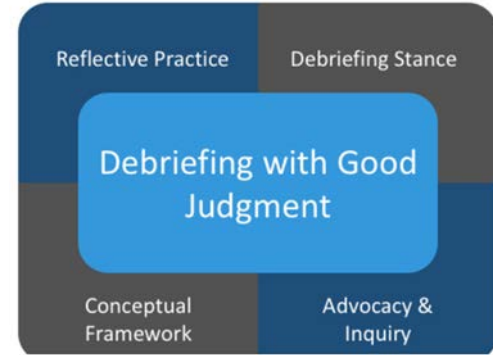 Reflective Practice
Debriefing Stance
Debriefing with Good
Judgment
Conceptual
Framework
Advocacy &
Inquiry